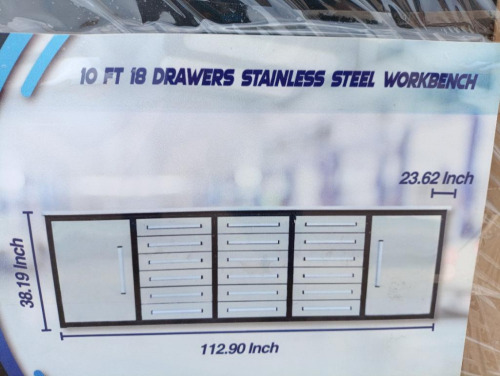 10 FT 18 DRAWERS STAINLESS STEEL WORKBENCH
23.62 Inch
38.19 Inch
112.90 Inch